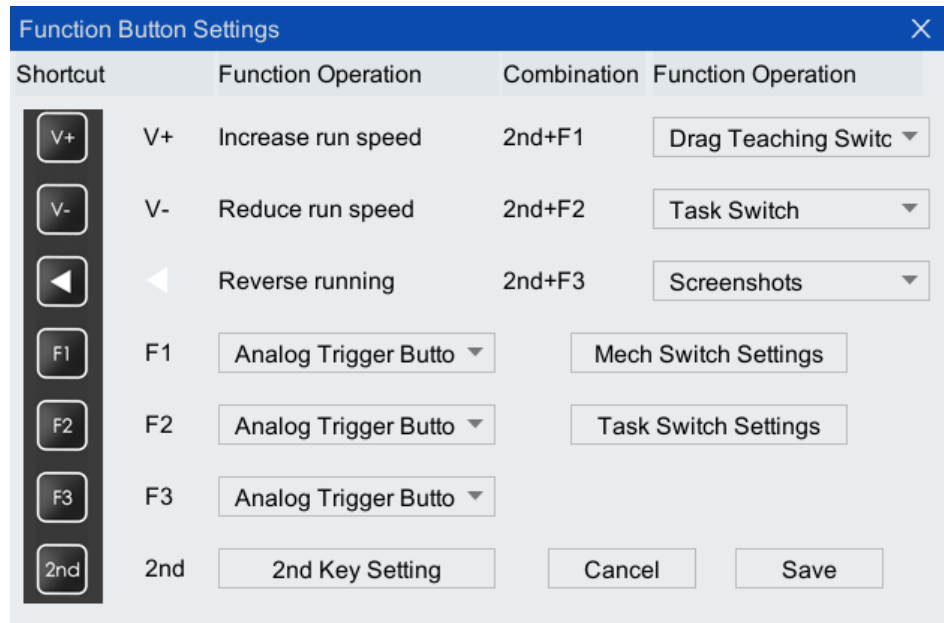 Function Button Settings
Shortcut Function Operation Combination Function Operation
V+ V+ Increase run speed 2nd+F1 Drag Teaching Switc
V- V- Reduce run speed 2nd+F2 Task Switch
Reverse running 2nd+F3 Screenshots
F1 F1 Analog Trigger Butto Mech Switch Settings
F2 F2 Analog Trigger Butto Task Switch Settings
F3 F3 Analog Trigger Butto
2nd 2nd 2nd Key Setting Cancel Save